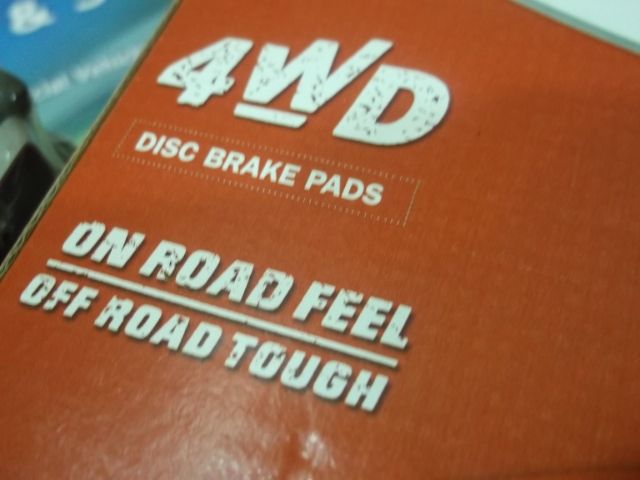 &
4WD
DISC BRAKE PADS
ON ROAD FEEL
OFF ROAD TOUGH